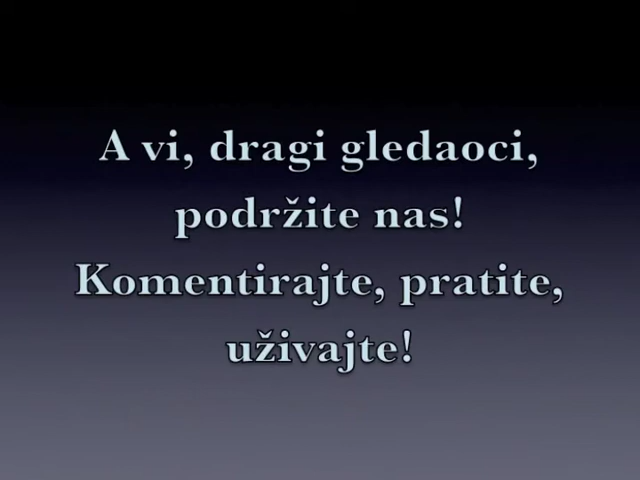 A vi, dragi gledaoci,
podržite nas!
Komentirajte, pratite,
uživajte!